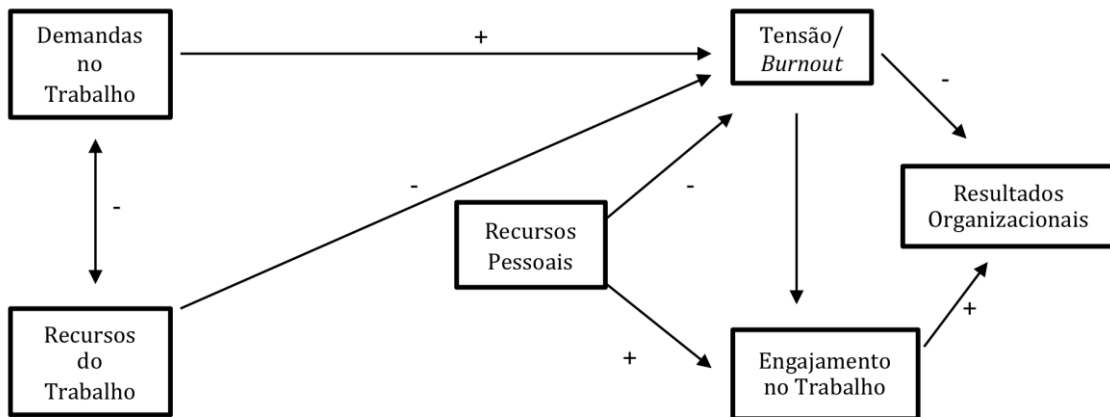 Demandas
no
Trabalho
+
Tensão/
Burnout
-
-
-
-
Recursos
Pessoais
Resultados
Organizacionais
Recursos
do
Trabalho
+
Engajamento
no Trabalho
+